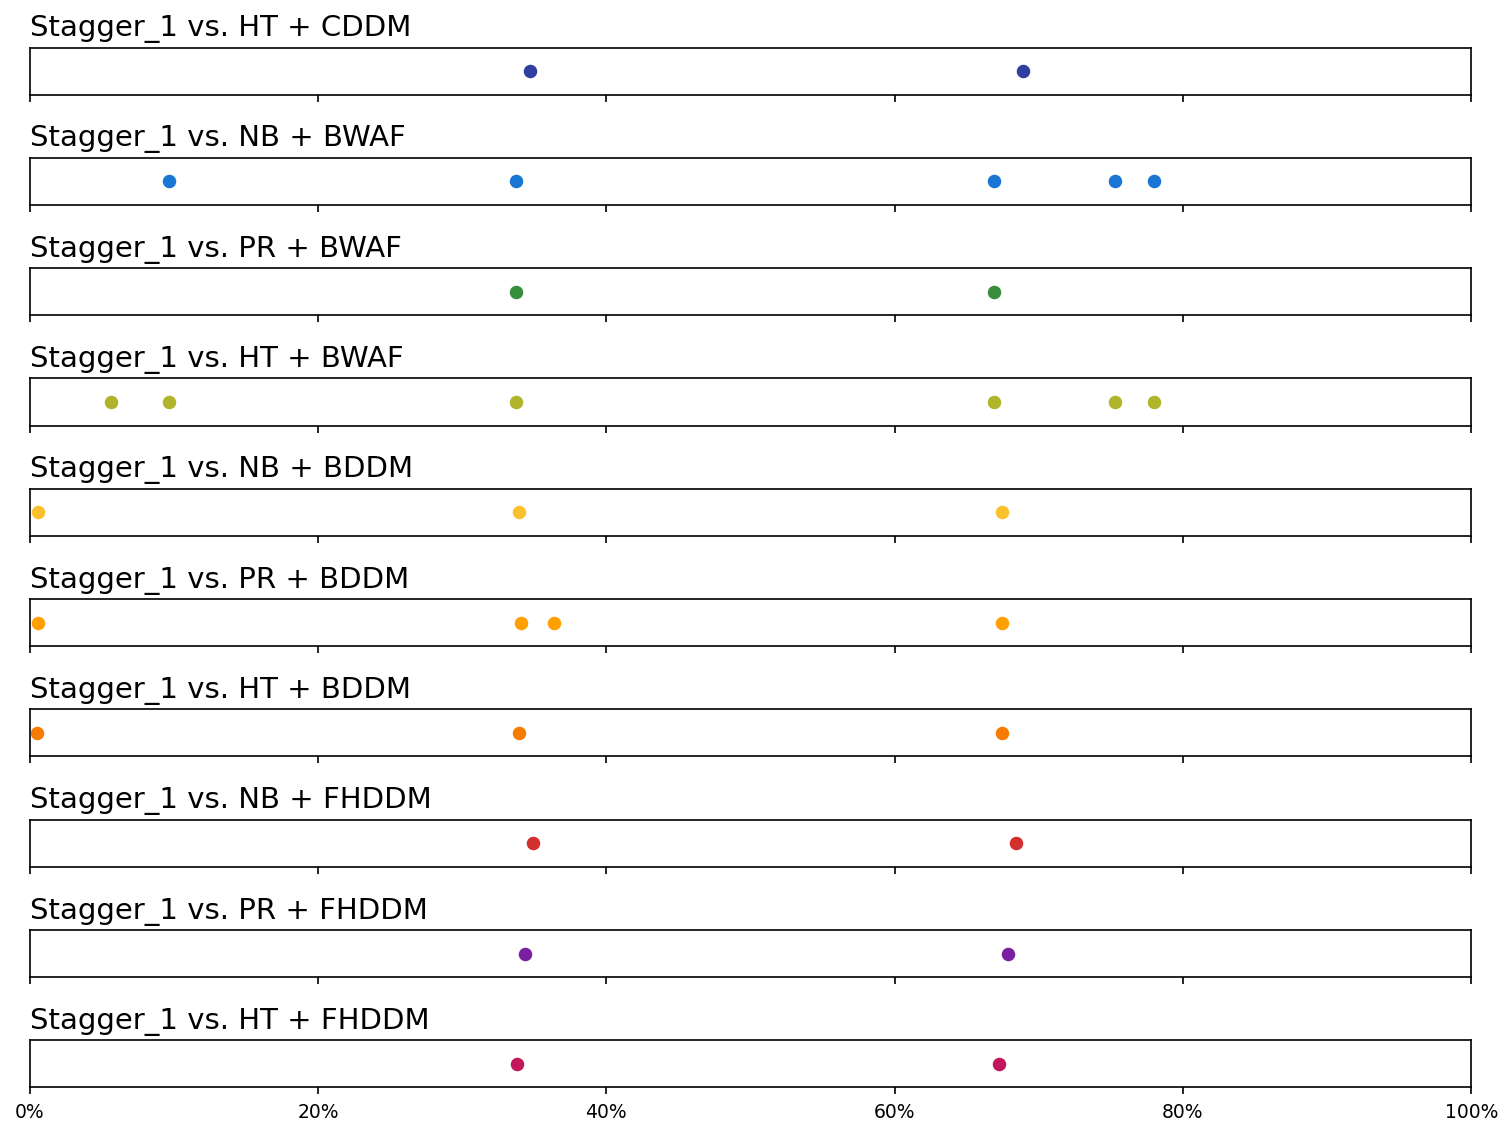 Stagger_1 vs. HT + CDDM
Stagger_1 vs. NB + BWAF
Stagger_1 vs. PR + BWAF
Stagger_1 vs. HT + BWAF
Stagger_1 vs. NB + BDDM
Stagger_1 vs. PR + BDDM
Stagger_1 vs. HT + BDDM
Stagger_1 vs. NB + FHDDM
Stagger_1 vs. PR + FHDDM
Stagger_1 vs. HT + FHDDM
0% 20% 40% 60% 80% 100%